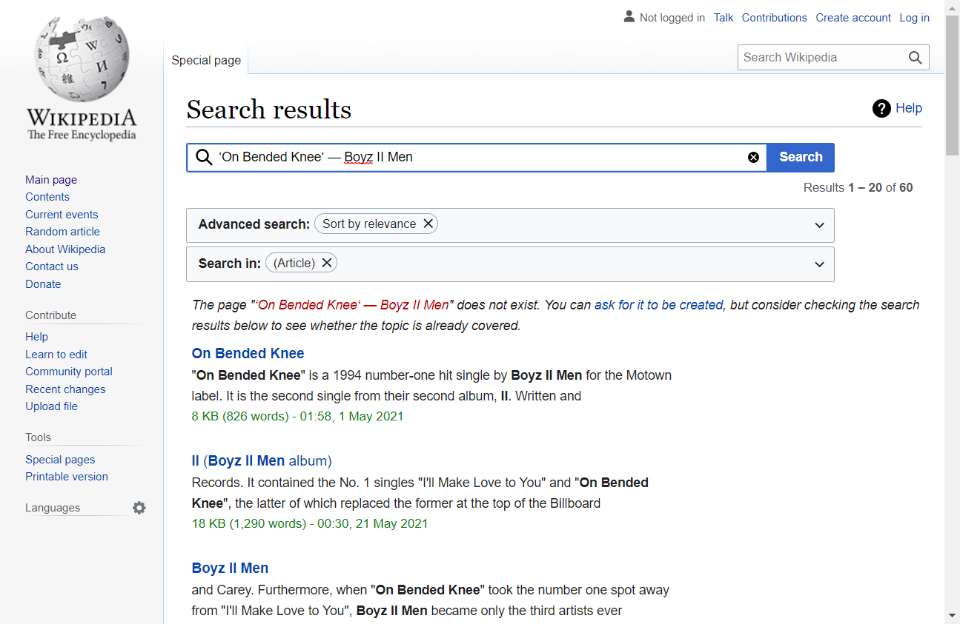 Not logged in Talk Contributions Create account Log in
Special page
Search Wikipedia
WIKIPEDIA
The Free Encyclopedia
Main page
Contents
Current events
Random article
About Wikipedia
Contact us
Donate
Contribute
Help
Learn to edit
Community portal
Recent changes
Upload file
Tools
Special pages
Printable version
Languages
Search results
Help
'On Bended Knee' — Boyz II Men
Search
Results 1 – 20 of 60
Advanced search: Sort by relevance
Search in: (Article)
The page "'On Bended Knee' — Boyz II Men" does not exist. You can ask for it to be created, but consider checking the search
results below to see whether the topic is already covered.
On Bended Knee
"On Bended Knee" is a 1994 number-one hit single by Boyz II Men for the Motown
label. It is the second single from their second album, II. Written and
8 KB (826 words) - 01:58, 1 May 2021
II (Boyz II Men album)
Records. It contained the No. 1 singles "I'll Make Love to You" and "On Bended
Knee", the latter of which replaced the former at the top of the Billboard
18 KB (1,290 words) - 00:30, 21 May 2021
Boyz II Men
and Carey. Furthermore, when "On Bended Knee" took the number one spot away
from "I'll Make Love to You", Boyz II Men became only the third artists ever